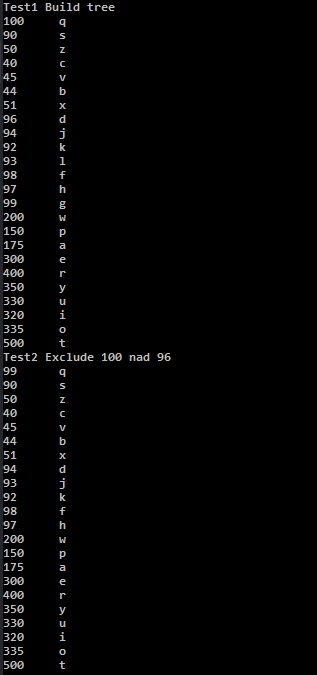 Test1 Build tree
100 q
90 s
50 z
40 c
45 v
44 b
51 x
96 d
94 j
92 k
93 l
98 f
97 h
99 g
200 w
150 p
175 a
300 e
400 r
350 y
330 u
320 i
335 o
500 t
Test2 Exclude 100 nad 96
99 q
90 s
50 z
40 c
45 v
44 b
51 x
94 d
93 j
92 k
98 f
97 h
200 w
150 p
175 a
300 e
400 r
350 y
330 u
320 i
335 o
500 t